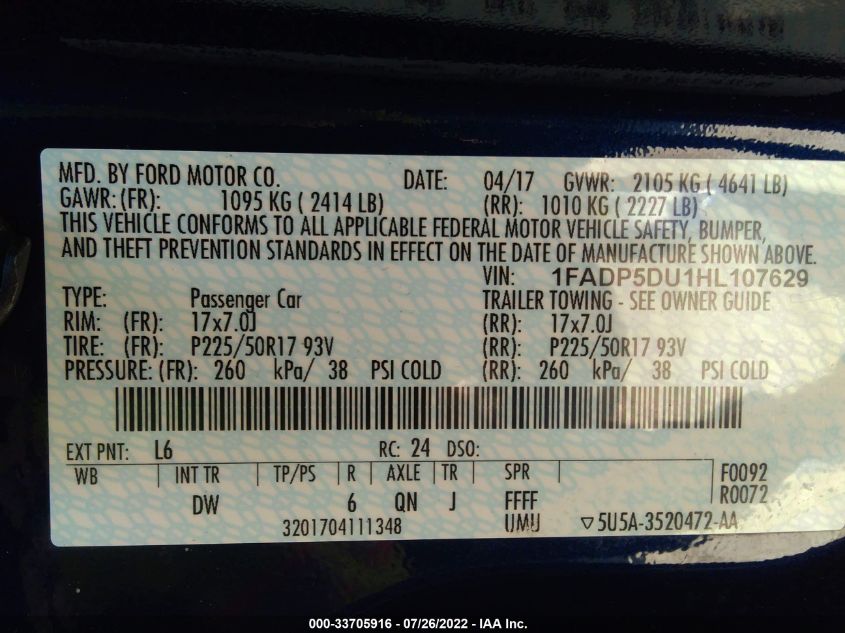 MFD. BY FORD MOTOR CO. DATE: 04/17 GVWR: 2105 KG ( 4641 LB)
GAWR: (FR): 1095 KG ( 2414 LB) (RR): 1010 KG ( 2227 LB)
THIS VEHICLE CONFORMS TO ALL APPLICABLE FEDERAL MOTOR VEHICLE SAFETY, BUMPER,
AND THEFT PREVENTION STANDARDS IN EFFECT ON THE DATE OF MANUFACTURE SHOWN ABOVE.
VIN: 1FADP5DU1HL107629
TYPE: Passenger Car TRAILER TOWING - SEE OWNER GUIDE
RIM: (FR): 17x7.0J (RR): 17x7.0J
TIRE: (FR): P225/50R17 93V (RR): P225/50R17 93V
PRESSURE: (FR): 260 kPa/ 38 PSI COLD (RR): 260 kPa/ 38 PSI COLD
EXT PNT: L6 RC: 24 DSO:
WB INT TR TP/PS R AXLE TR SPR F0092
DW 6 QN J FFFF R0072
3201704111348 UMU ▽5U5A-3520472-AA
000-33705916 - 07/26/2022 - IAA Inc.